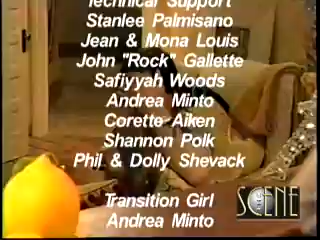 Technical Support
Stanlee Palmisano
Jean & Mona Louis
John "Rock" Gallette
Safiyyah Woods
Andrea Minto
Corette Aiken
Shannon Polk
Phil & Dolly Shevack
Transition Girl
Andrea Minto
SCENE